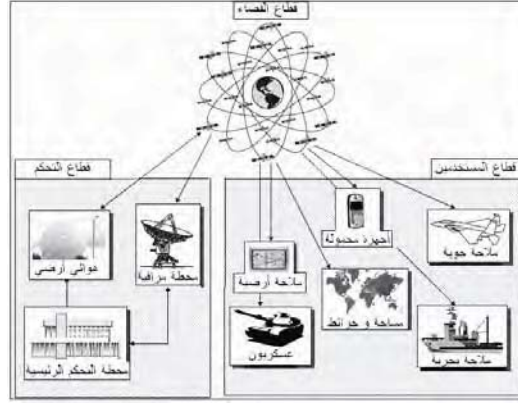 قطاع الفضاء
قطاع المستخدمين
قطاع التحكم
أجهزة محمولة
ملاحة جوية
هوائي أرضي
محطة مراقبة
ملاحة أرضية
مساحة و خرائط
عسكريون
ملاحة بحرية
محطة التحكم الرئيسية